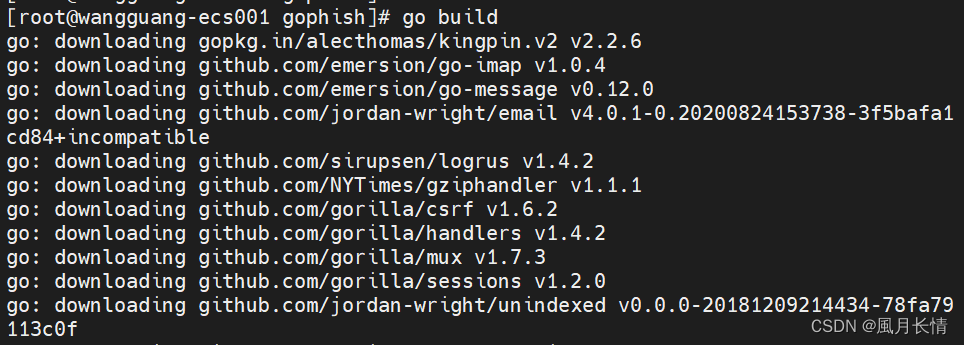 [root@wangguang-ecs001 gophish]# go build
go: downloading gopkg.in/alecthomas/kingpin.v2 v2.2.6
go: downloading github.com/emersion/go-imap v1.0.4
go: downloading github.com/emersion/go-message v0.12.0
go: downloading github.com/jordan-wright/email v4.0.1-0.20200824153738-3f5bafa1
cd84+incompatible
go: downloading github.com/sirupsen/logrus v1.4.2
go: downloading github.com/NYTimes/gziphandler v1.1.1
go: downloading github.com/gorilla/csrf v1.6.2
go: downloading github.com/gorilla/handlers v1.4.2
go: downloading github.com/gorilla/mux v1.7.3
go: downloading github.com/gorilla/sessions v1.2.0
go: downloading github.com/jordan-wright/unindexed v0.0.0-20181209214434-78fa79
113c0f
CSDN @風月长情